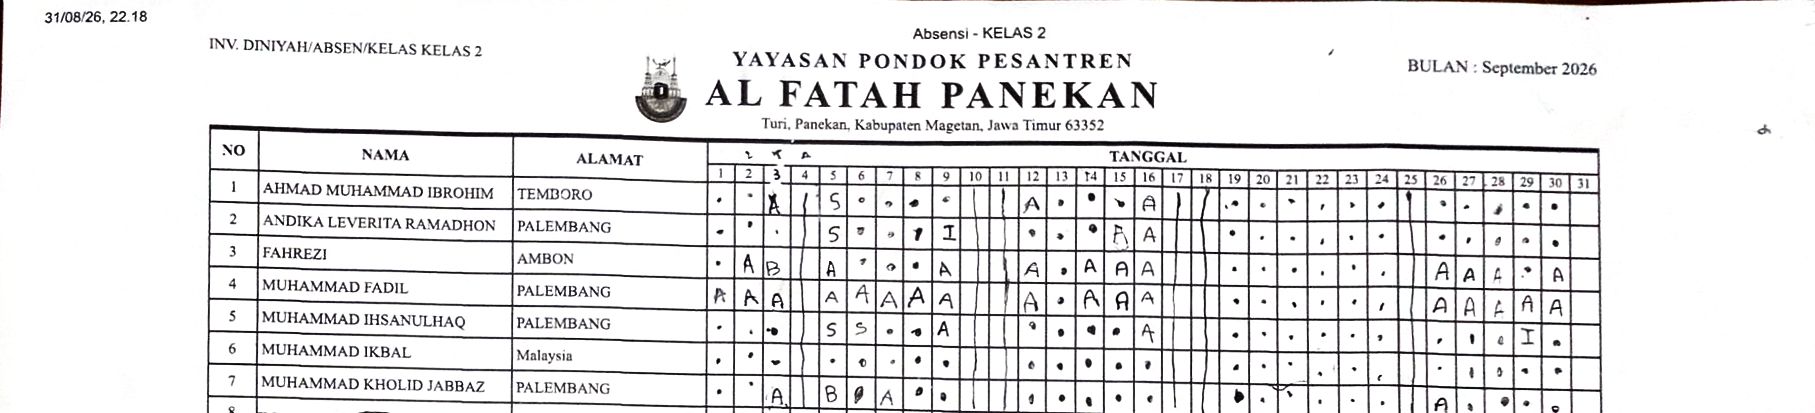 31/08/26, 22.18
Absensi - KELAS 2
INV. DINIYAH/ABSEN/KELAS KELAS 2
YAYASAN PONDOK PESANTREN
BULAN : September 2026
AL FATAH PANEKAN
Turi, Panekan, Kabupaten Magetan, Jawa Timur 63352
NO NAMA ALAMAT TANGGAL
1 2 3 4 5 6 7 8 9 10 11 12 13 14 15 16 17 18 19 20 21 22 23 24 25 26 27 28 29 30 31
1 AHMAD MUHAMMAD IBROHIM TEMBORO A S A A
2 ANDIKA LEVERITA RAMADHON PALEMBANG S I A A
3 FAHREZI AMBON A B A A A A A A A A A A
4 MUHAMMAD FADIL PALEMBANG A A A A A A A A A A A A A A A A A
5 MUHAMMAD IHSANULHAQ PALEMBANG S S A A I
6 MUHAMMAD IKBAL Malaysia
7 MUHAMMAD KHOLID JABBAZ PALEMBANG A B A A
8